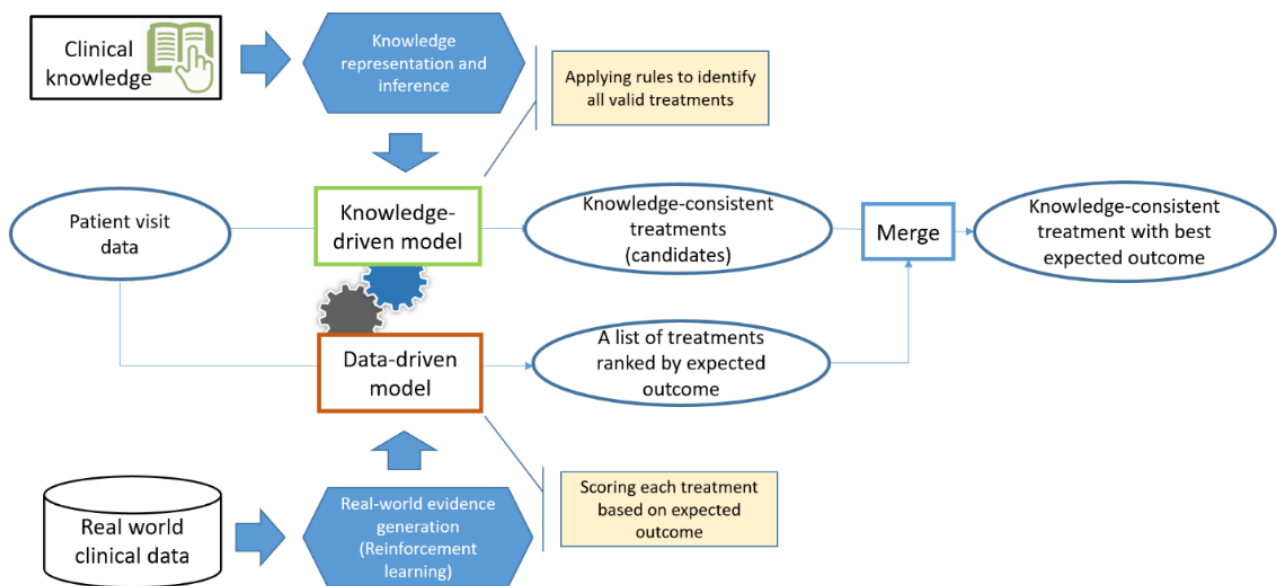 Clinical
knowledge
Knowledge
representation and
inference
Applying rules to identify
all valid treatments
Patient visit
data
Knowledge-
driven model
Knowledge-consistent
treatments
(candidates)
Merge
Knowledge-consistent
treatment with best
expected outcome
Data-driven
model
A list of treatments
ranked by expected
outcome
Real world
clinical data
Real-world evidence
generation
(Reinforcement
learning)
Scoring each treatment
based on expected
outcome